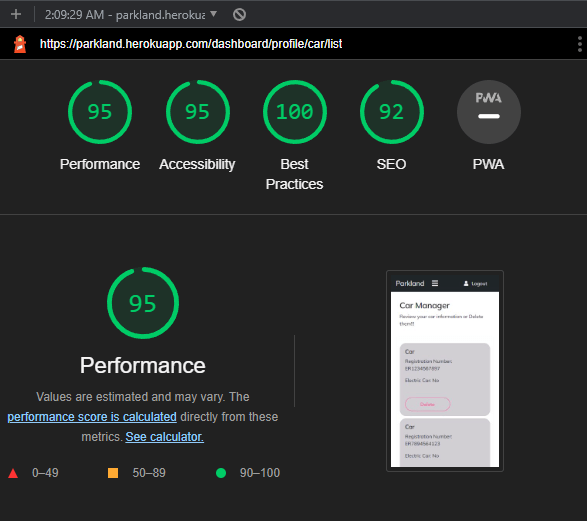 2:09:29 AM - parkland.herokua
https://parkland.herokuapp.com/dashboard/profile/car/list
95
95
100
92
PWA
Performance
Accessibility
Best
Practices
SEO
PWA
95
Performance
Values are estimated and may vary. The
performance score is calculated directly from these
metrics. See calculator.
0–49
50–89
90–100
Parkland
Logout
Car Manager
Review your car information or Delete
them!!
Car
Registration Number:
Electric Car: No
Delete
Car
Registration Number:
Electric Car: No